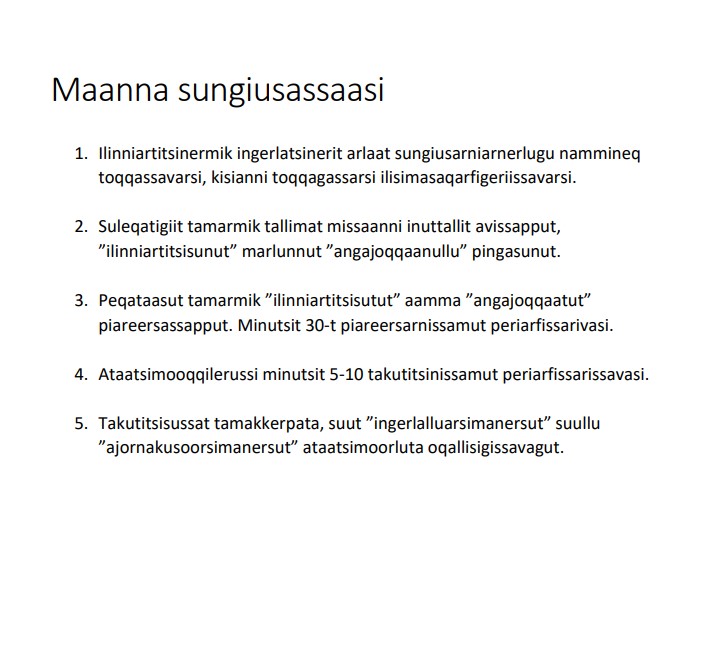 Maanna sungiusassaasi
1. Ilinniartitsinermik ingerlatsinerit arlaat sungiusarniarnerlugu nammineq
toqqassavarsi, kisianni toqqagassarsi ilisimasaqarfigeriissavarsi.
2. Suleqatigiit tamarmik tallimat missaanni inuttallit avissapput,
”ilinniartitsisunut” marlunnut ”angajoqqaanullu” pingasunut.
3. Peqataasut tamarmik ”ilinniartitsisutut” aamma ”angajoqqaatut”
piareersassapput. Minutsit 30-t piareersarnissamut periarfissarivasi.
4. Ataatsimooqqilerussi minutsit 5-10 takutitsinissamut periarfissarissavasi.
5. Takutitsisussat tamakkerpata, suut ”ingerlalluarsimanersut” suullu
”ajornakusoorsimanersut” ataatsimoorluta oqallisigissavagut.